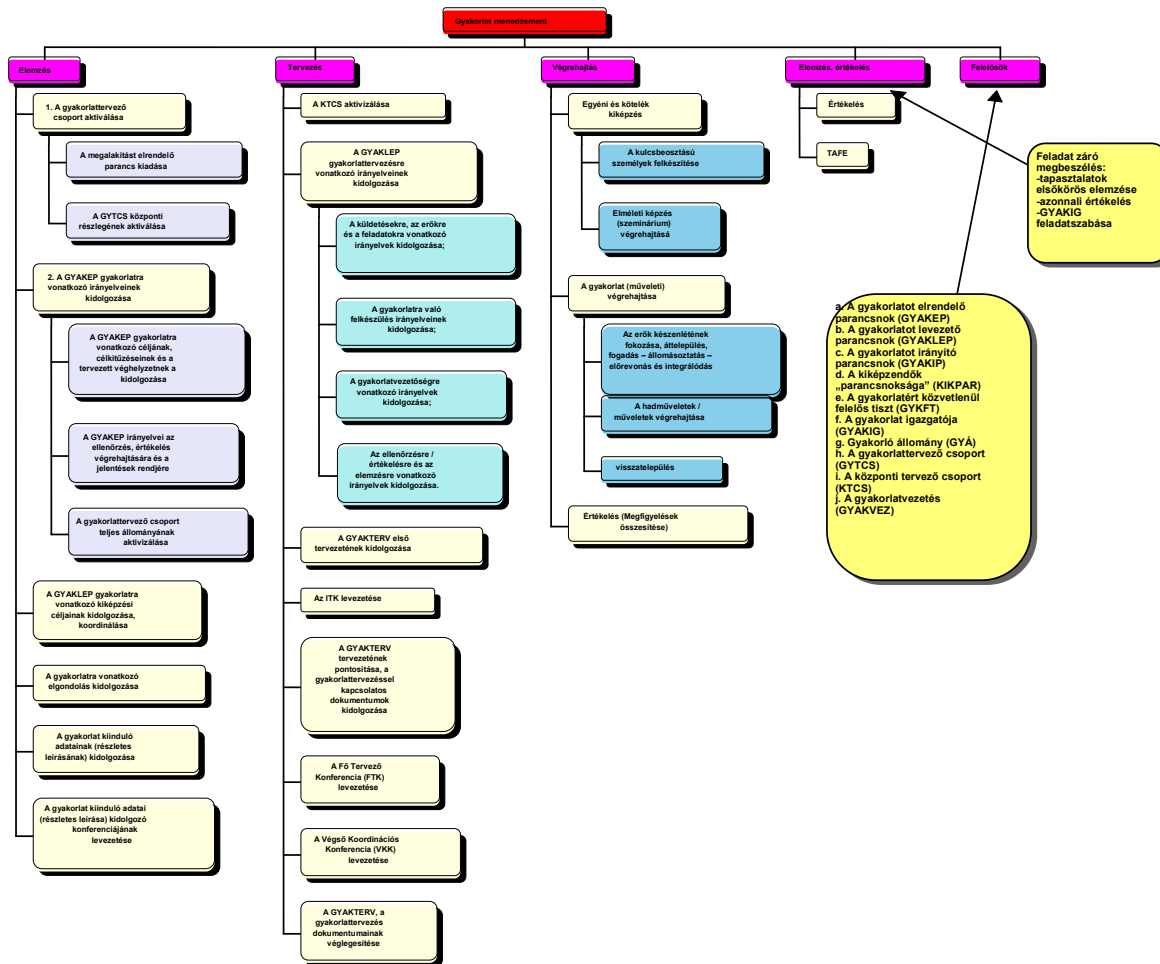 Gyakorlat menedzsment
Elemzés
1. A gyakorlattervező
csoport aktiválása
A megalakítást elrendelő
parancs kiadása
A GYTCS központi
részlegének aktiválása
2. A GYAKEP gyakorlatra
vonatkozó irányelveinek
kidolgozása
A GYAKEP gyakorlatra
vonatkozó céljának,
célkitűzéseinek és a
tervezett véghelyzetnek a
kidolgozása
A GYAKEP irányelvei az
ellenőrzés, értékelés
végrehajtására és a
jelentések rendjére
A gyakorlattervező csoport
teljes állományának
aktivizálása
A GYAKLEP gyakorlatra
vonatkozó kiképzési
céljainak kidolgozása,
koordinálása
A gyakorlatra vonatkozó
elgondolás kidolgozása
A gyakorlat kiinduló
adatainak (részletes
leírásának) kidolgozása
A gyakorlat kiinduló adatai
(részletes leírása) kidolgozó
konferenciájának
levezetése
Tervezés
A KTCS aktivizálása
A GYAKLEP
gyakorlattervezésre
vonatkozó irányelveinek
kidolgozása
A küldetésekre, az erőkre
és a feladatokra vonatkozó
irányelvek kidolgozása;
A gyakorlatra való
felkészülés irányelveinek
kidolgozása;
A gyakorlatvezetőségre
vonatkozó irányelvek
kidolgozása;
Az ellenőrzésre /
értékelésre és az
elemzésre vonatkozó
irányelvek kidolgozása.
A GYAKTERV első
tervezetének kidolgozása
Az ITK levezetése
A GYAKTERV
tervezetének
pontosítása, a
gyakorlattervezéssel
kapcsolatos
dokumentumok
kidolgozása
A Fő Tervező
Konferencia (FTK)
levezetése
A Végső Koordinációs
Konferencia (VKK)
levezetése
A GYAKTERV, a
gyakorlattervezés
dokumentumainak
véglegesítése
Végrehajtás
Egyéni és kötelék
kiképzés
A kulcsbeosztású
személyek felkészítése
Elméleti képzés
(szeminárium)
végrehajtásá
A gyakorlat (műveleti)
végrehajtása
Az erők készenlétének
fokozása, áttelepülés,
fogadás – állomásoztatás –
előrevonás és integrálódás
A hadműveletek /
műveletek végrehajtása
visszatelepülés
Értékelés (Megfigyelések
összesítése)
Elemzés, értékelés
Értékelés
TAFE
Felelősök
Feladat záró
megbeszélés:
-tapasztalatok
elsőkörös elemzése
-azonnali értékelés
-GYAKIG
feladatszabása
a. A gyakorlatot elrendelő
parancsnok (GYAKEP)
b. A gyakorlatot levezető
parancsnok (GYAKLEP)
c. A gyakorlatot irányító
parancsnok (GYAKIP)
d. A kiképzendők
„parancsnoksága” (KIKPAR)
e. A gyakorlatért közvetlenül
felelős tiszt (GYKFT)
f. A gyakorlat igazgatója
(GYAKIG)
g. Gyakorló állomány (GYÁ)
h. A gyakorlattervező csoport
(GYTCS)
i. A központi tervező csoport
(KTCS)
j. A gyakorlatvezetés
(GYAKVEZ)